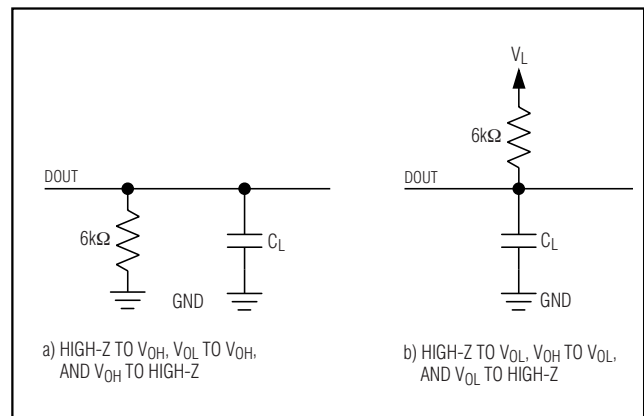 DOUT
6kΩ
GND
C_L
a) HIGH-Z TO V_OH, V_OL TO V_OH,
AND V_OH TO HIGH-Z
V_L
6kΩ
DOUT
C_L
GND
b) HIGH-Z TO V_OL, V_OH TO V_OL,
AND V_OL TO HIGH-Z